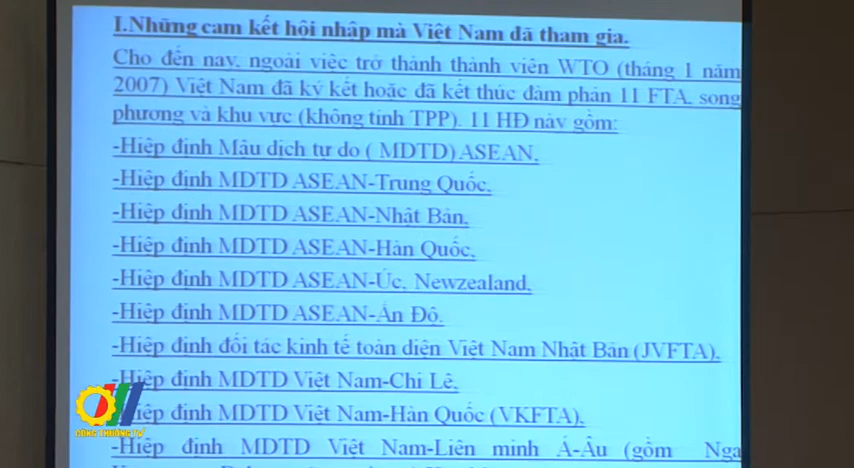 I.Những cam kết hội nhập mà Việt Nam đã tham gia.
Cho đến nay, ngoài việc trở thành thành viên WTO (tháng 1 năm
2007) Việt Nam đã ký kết hoặc đã kết thúc đàm phán 11 FTA, song
phương và khu vực (không tính TPP). 11 HĐ này gồm:
-Hiệp định Mậu dịch tự do ( MDTD) ASEAN,
-Hiệp định MDTD ASEAN-Trung Quốc,
-Hiệp định MDTD ASEAN-Nhật Bản,
-Hiệp định MDTD ASEAN-Hàn Quốc,
-Hiệp định MDTD ASEAN-Úc, Newzealand,
-Hiệp định MDTD ASEAN-Ấn Độ.
-Hiệp đinh đối tác kinh tế toàn diện Việt Nam Nhật Bản (JVFTA),
-Hiệp định MDTD Việt Nam-Chi Lê,
Hiệp định MDTD Việt Nam-Hàn Quốc (VKFTA),
-Hiệp định MDTD Việt Nam-Liên minh Á-Âu (gồm Nga
CÔNG THƯƠNG TV